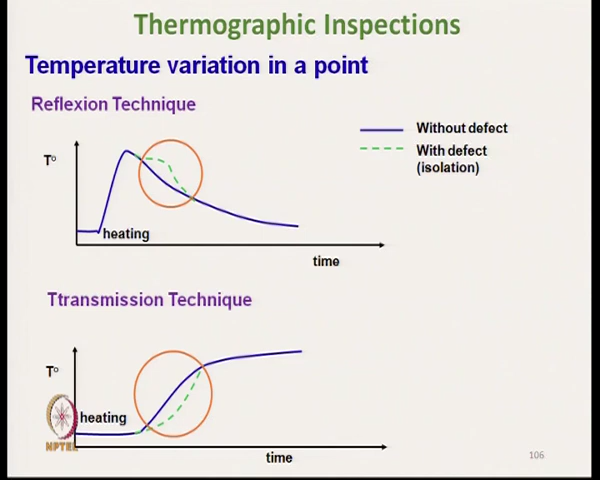 Thermographic Inspections
Temperature variation in a point
Reflexion Technique
Without defect
With defect
(isolation)
T°
heating
time
Ttransmission Technique
T°
heating
NPTEL
time
106